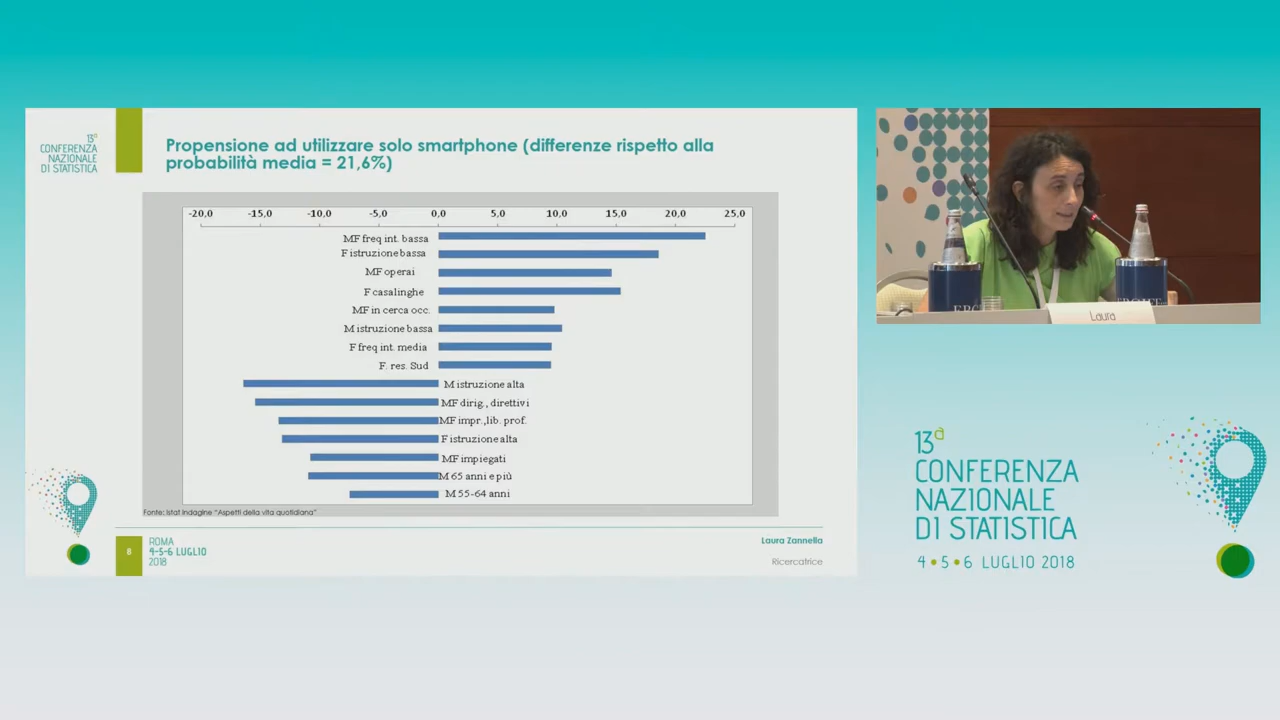 13a
CONFERENZA
NAZIONALE
DI STATISTICA
Propensione ad utilizzare solo smartphone (differenze rispetto alla
probabilità media = 21,6%)
-20,0 -15,0 -10,0 -5,0 0,0 5,0 10,0 15,0 20,0 25,0
MF freq int. bassa
F istruzione bassa
MF operai
F casalinghe
MF in cerca occ.
M istruzione bassa
F freq int. media
F. res. Sud
M istruzione alta
MF dirig., direttivi
MF impr.,lib. prof.
F istruzione alta
MF impiegati
M 65 anni e più
M 55-64 anni
Fonte: Istat Indagine "Aspetti della vita quotidiana"
8
ROMA
4-5-6 LUGLIO
2018
Laura Zannella
Ricercatrice
Laura
13a
CONFERENZA
NAZIONALE
DI STATISTICA
4 • 5 • 6 LUGLIO 2018